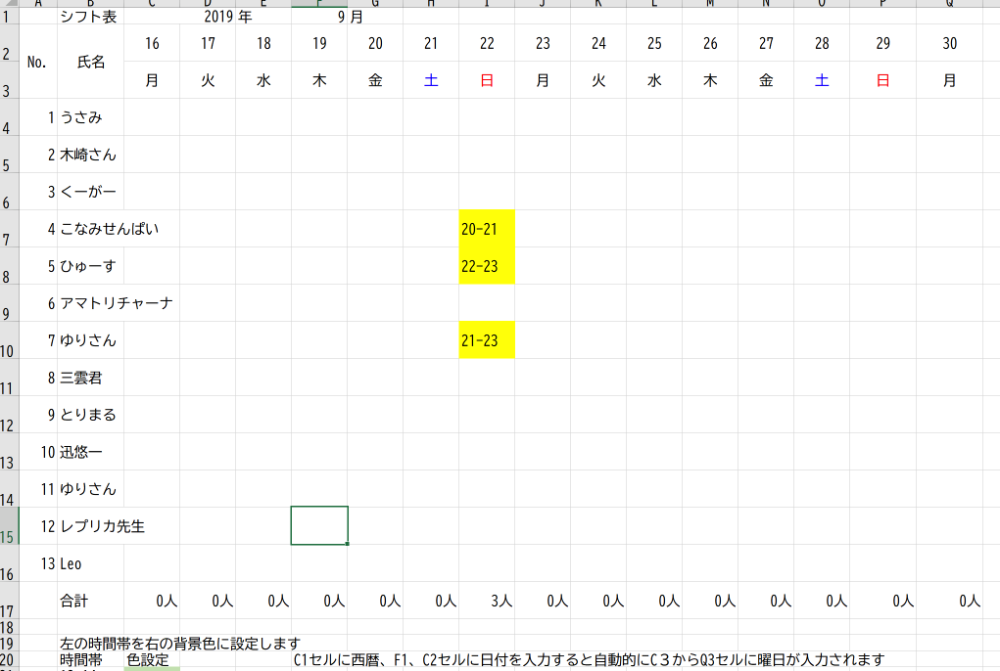 A B C D E F G H I J K L M N O P Q
1 シフト表 2019 年 9 月
2 No. 氏名 16 17 18 19 20 21 22 23 24 25 26 27 28 29 30
3 月 火 水 木 金 土 日 月 火 水 木 金 土 日 月
4 1 うさみ
5 2 木崎さん
6 3 くーがー
7 4 こなみせんぱい 20-21
8 5 ひゅーす 22-23
9 6 アマトリチャーナ
10 7 ゆりさん 21-23
11 8 三雲君
12 9 とりまる
13 10 迅悠一
14 11 ゆりさん
15 12 レプリカ先生
16 13 Leo
17 合計 0人 0人 0人 0人 0人 0人 3人 0人 0人 0人 0人 0人 0人 0人 0人
18
19 左の時間帯を右の背景色に設定します
20 時間帯 色設定 C1セルに西暦、F1、C2セルに日付を入力すると自動的にC３からQ3セルに曜日が入力されます